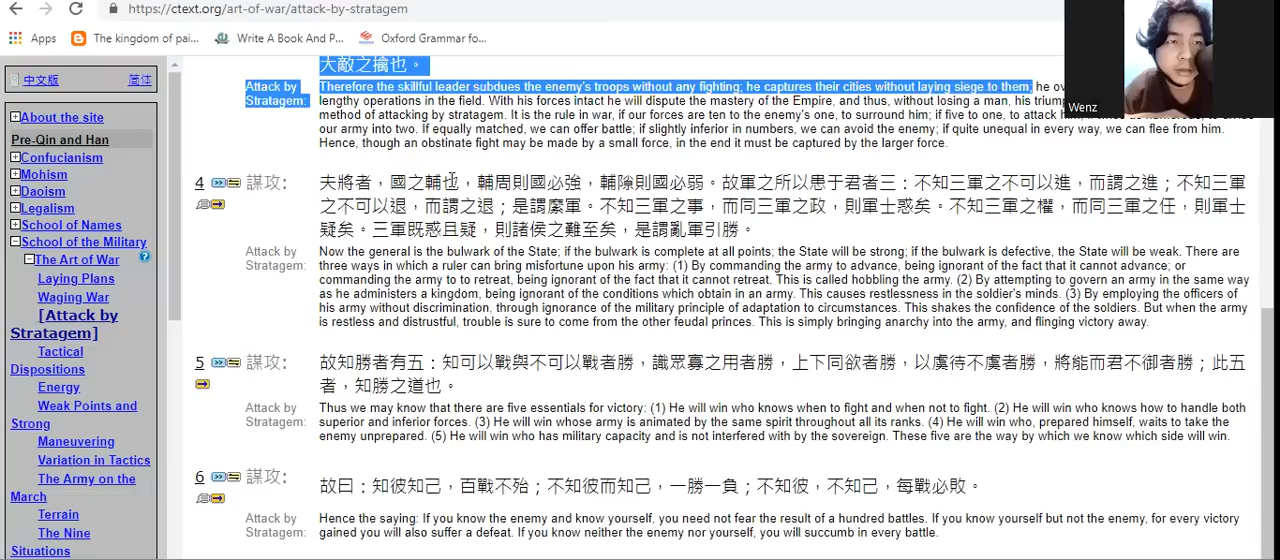 https://ctext.org/art-of-war/attack-by-stratagem
Apps
The kingdom of pai...
Write A Book And P...
Oxford Grammar fo...
中文版
简体
About the site
Pre-Qin and Han
Confucianism
Mohism
Daoism
Legalism
School of Names
School of the Military
The Art of War
Laying Plans
Waging War
[Attack by
Stratagem]
Tactical
Dispositions
Energy
Weak Points and
Strong
Maneuvering
Variation in Tactics
The Army on the
March
Terrain
The Nine
Situations
大敵之擒也。
Attack by
Stratagem:
Therefore the skillful leader subdues the enemy's troops without any fighting; he captures their cities without laying siege to them; he
lengthy operations in the field. With his forces intact he will dispute the mastery of the Empire, and thus, without losing a man, his
method of attacking by stratagem. It is the rule in war, if our forces are ten to the enemy's one, to surround him; if five to one, to attack
our army into two. If equally matched, we can offer battle; if slightly inferior in numbers, we can avoid the enemy; if quite unequal in every way, we can flee from him.
Hence, though an obstinate fight may be made by a small force, in the end it must be captured by the larger force.
Wenz
4
謀攻:
夫將者，國之輔也，輔周則國必強，輔隙則國必弱。故軍之所以患于君者三：不知三軍之不可以進，而謂之進；不知三軍
之不可以退，而謂之退；是謂縻軍。不知三軍之事，而同三軍之政，則軍士惑矣。不知三軍之權，而同三軍之任，則軍士
疑矣。三軍既惑且疑，則諸侯之難至矣，是謂亂軍引勝。
Attack by
Stratagem:
Now the general is the bulwark of the State; if the bulwark is complete at all points; the State will be strong; if the bulwark is defective, the State will be weak. There are
three ways in which a ruler can bring misfortune upon his army: (1) By commanding the army to advance, being ignorant of the fact that it cannot advance; or
commanding the army to to retreat, being ignorant of the fact that it cannot retreat. This is called hobbling the army. (2) By attempting to govern an army in the same way
as he administers a kingdom, being ignorant of the conditions which obtain in an army. This causes restlessness in the soldier's minds. (3) By employing the officers of
his army without discrimination, through ignorance of the military principle of adaptation to circumstances. This shakes the confidence of the soldiers. But when the army
is restless and distrustful, trouble is sure to come from the other feudal princes. This is simply bringing anarchy into the army, and flinging victory away.
5
謀攻:
故知勝者有五：知可以戰與不可以戰者勝，識眾寡之用者勝，上下同欲者勝，以虞待不虞者勝，將能而君不御者勝；此五
者，知勝之道也。
Attack by
Stratagem:
Thus we may know that there are five essentials for victory: (1) He will win who knows when to fight and when not to fight. (2) He will win who knows how to handle both
superior and inferior forces. (3) He will win whose army is animated by the same spirit throughout all its ranks. (4) He will win who, prepared himself, waits to take the
enemy unprepared. (5) He will win who has military capacity and is not interfered with by the sovereign. These five are the way by which we know which side will win.
6
謀攻:
故曰：知彼知己，百戰不殆；不知彼而知己，一勝一負；不知彼，不知己，每戰必敗。
Attack by
Stratagem:
Hence the saying: If you know the enemy and know yourself, you need not fear the result of a hundred battles. If you know yourself but not the enemy, for every victory
gained you will also suffer a defeat. If you know neither the enemy nor yourself, you will succumb in every battle.